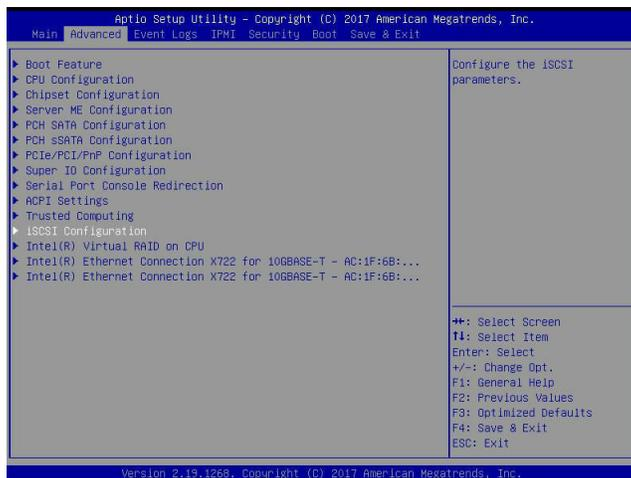 Aptio Setup Utility – Copyright (C) 2017 American Megatrends, Inc.
Main Advanced Event Logs IPMI Security Boot Save & Exit
▶ Boot Feature
▶ CPU Configuration
▶ Chipset Configuration
▶ Server ME Configuration
▶ PCH SATA Configuration
▶ PCH sSATA Configuration
▶ PCIe/PCI/PnP Configuration
▶ Super IO Configuration
▶ Serial Port Console Redirection
▶ ACPI Settings
▶ Trusted Computing
▶ iSCSI Configuration
▶ Intel(R) Virtual RAID on CPU
▶ Intel(R) Ethernet Connection X722 for 10GBASE-T – AC:1F:6B:...
▶ Intel(R) Ethernet Connection X722 for 10GBASE-T – AC:1F:6B:...
Configure the iSCSI
parameters.
→←: Select Screen
↑↓: Select Item
Enter: Select
+/-: Change Opt.
F1: General Help
F2: Previous Values
F3: Optimized Defaults
F4: Save & Exit
ESC: Exit
Version 2.19.1268. Copyright (C) 2017 American Megatrends, Inc.